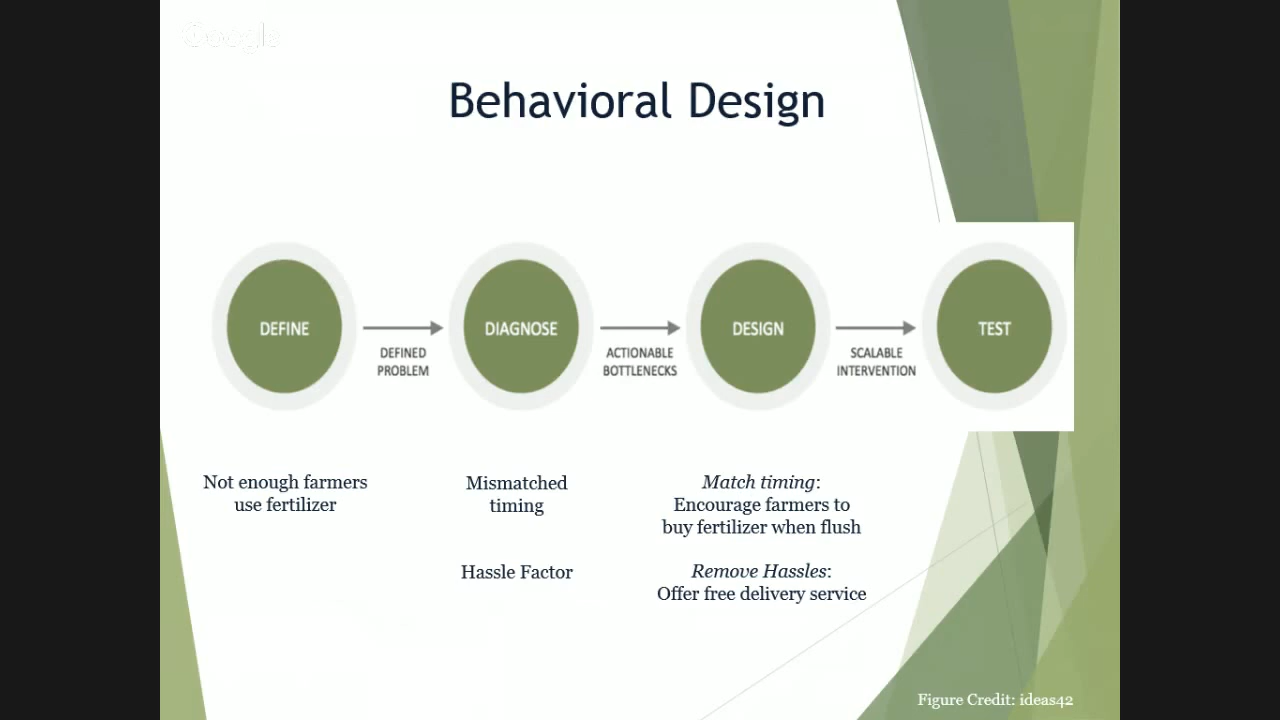 Google
Behavioral Design
DEFINE
DEFINED
PROBLEM
DIAGNOSE
ACTIONABLE
BOTTLENECKS
DESIGN
SCALABLE
INTERVENTION
TEST
Not enough farmers
use fertilizer
Mismatched
timing
Hassle Factor
Match timing:
Encourage farmers to
buy fertilizer when flush
Remove Hassles:
Offer free delivery service
Figure Credit: ideas42